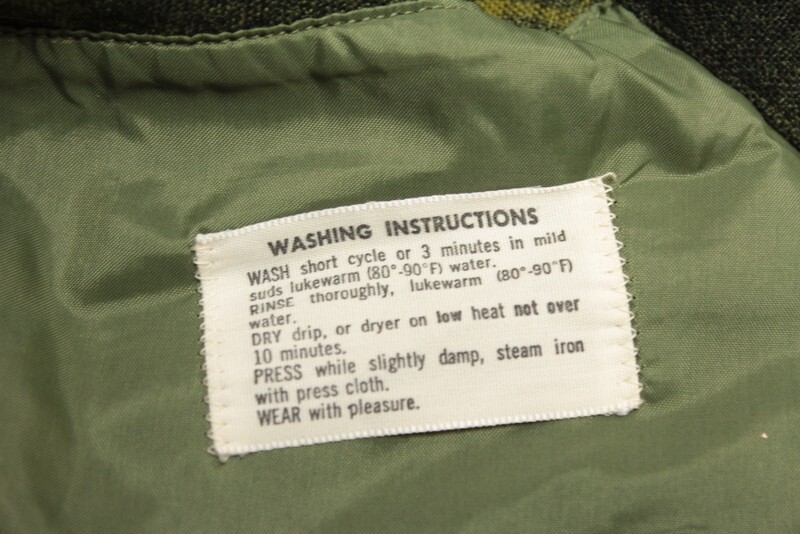 WASHING INSTRUCTIONS
WASH short cycle or 3 minutes in mild
suds lukewarm (80°-90°F) water.
RINSE thoroughly, lukewarm (80°-90°F)
water.
DRY drip, or dryer on low heat not over
10 minutes.
PRESS while slightly damp, steam iron
with press cloth.
WEAR with pleasure.